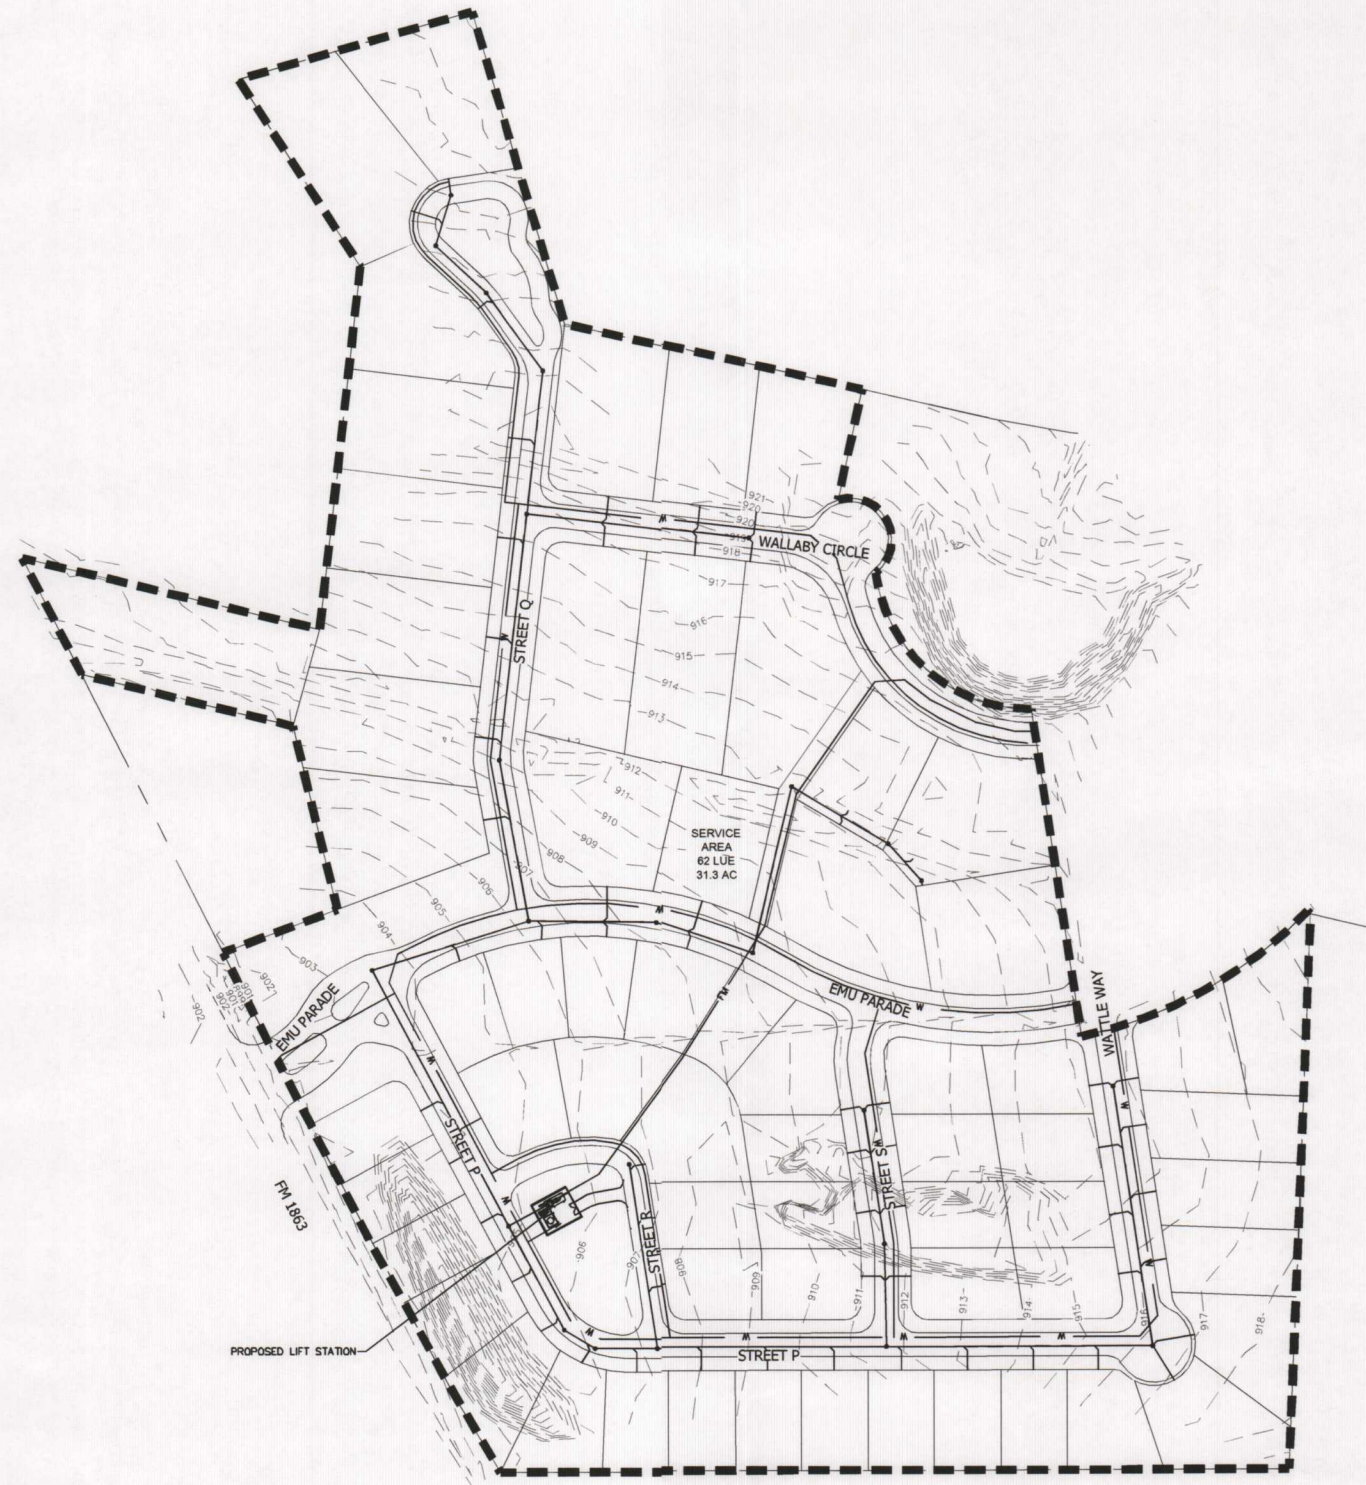 921
920
920
W
919
WALLABY CIRCLE
918
917
916
915
914
913
912
911
910
909
908
907
906
905
904
903
902
902
W
STREET Q
SERVICE
AREA
62 LUE
31.3 AC
W
EMU PARADE
FM
EMU PARADE
W
WATTLE WAY
W
STREET P
W
W
STREET S
W
FM 1863
906
907
STREET R
908
909
910
911
912
913
914
915
916
917
918
W
W
W
W
W
STREET P
PROPOSED LIFT STATION